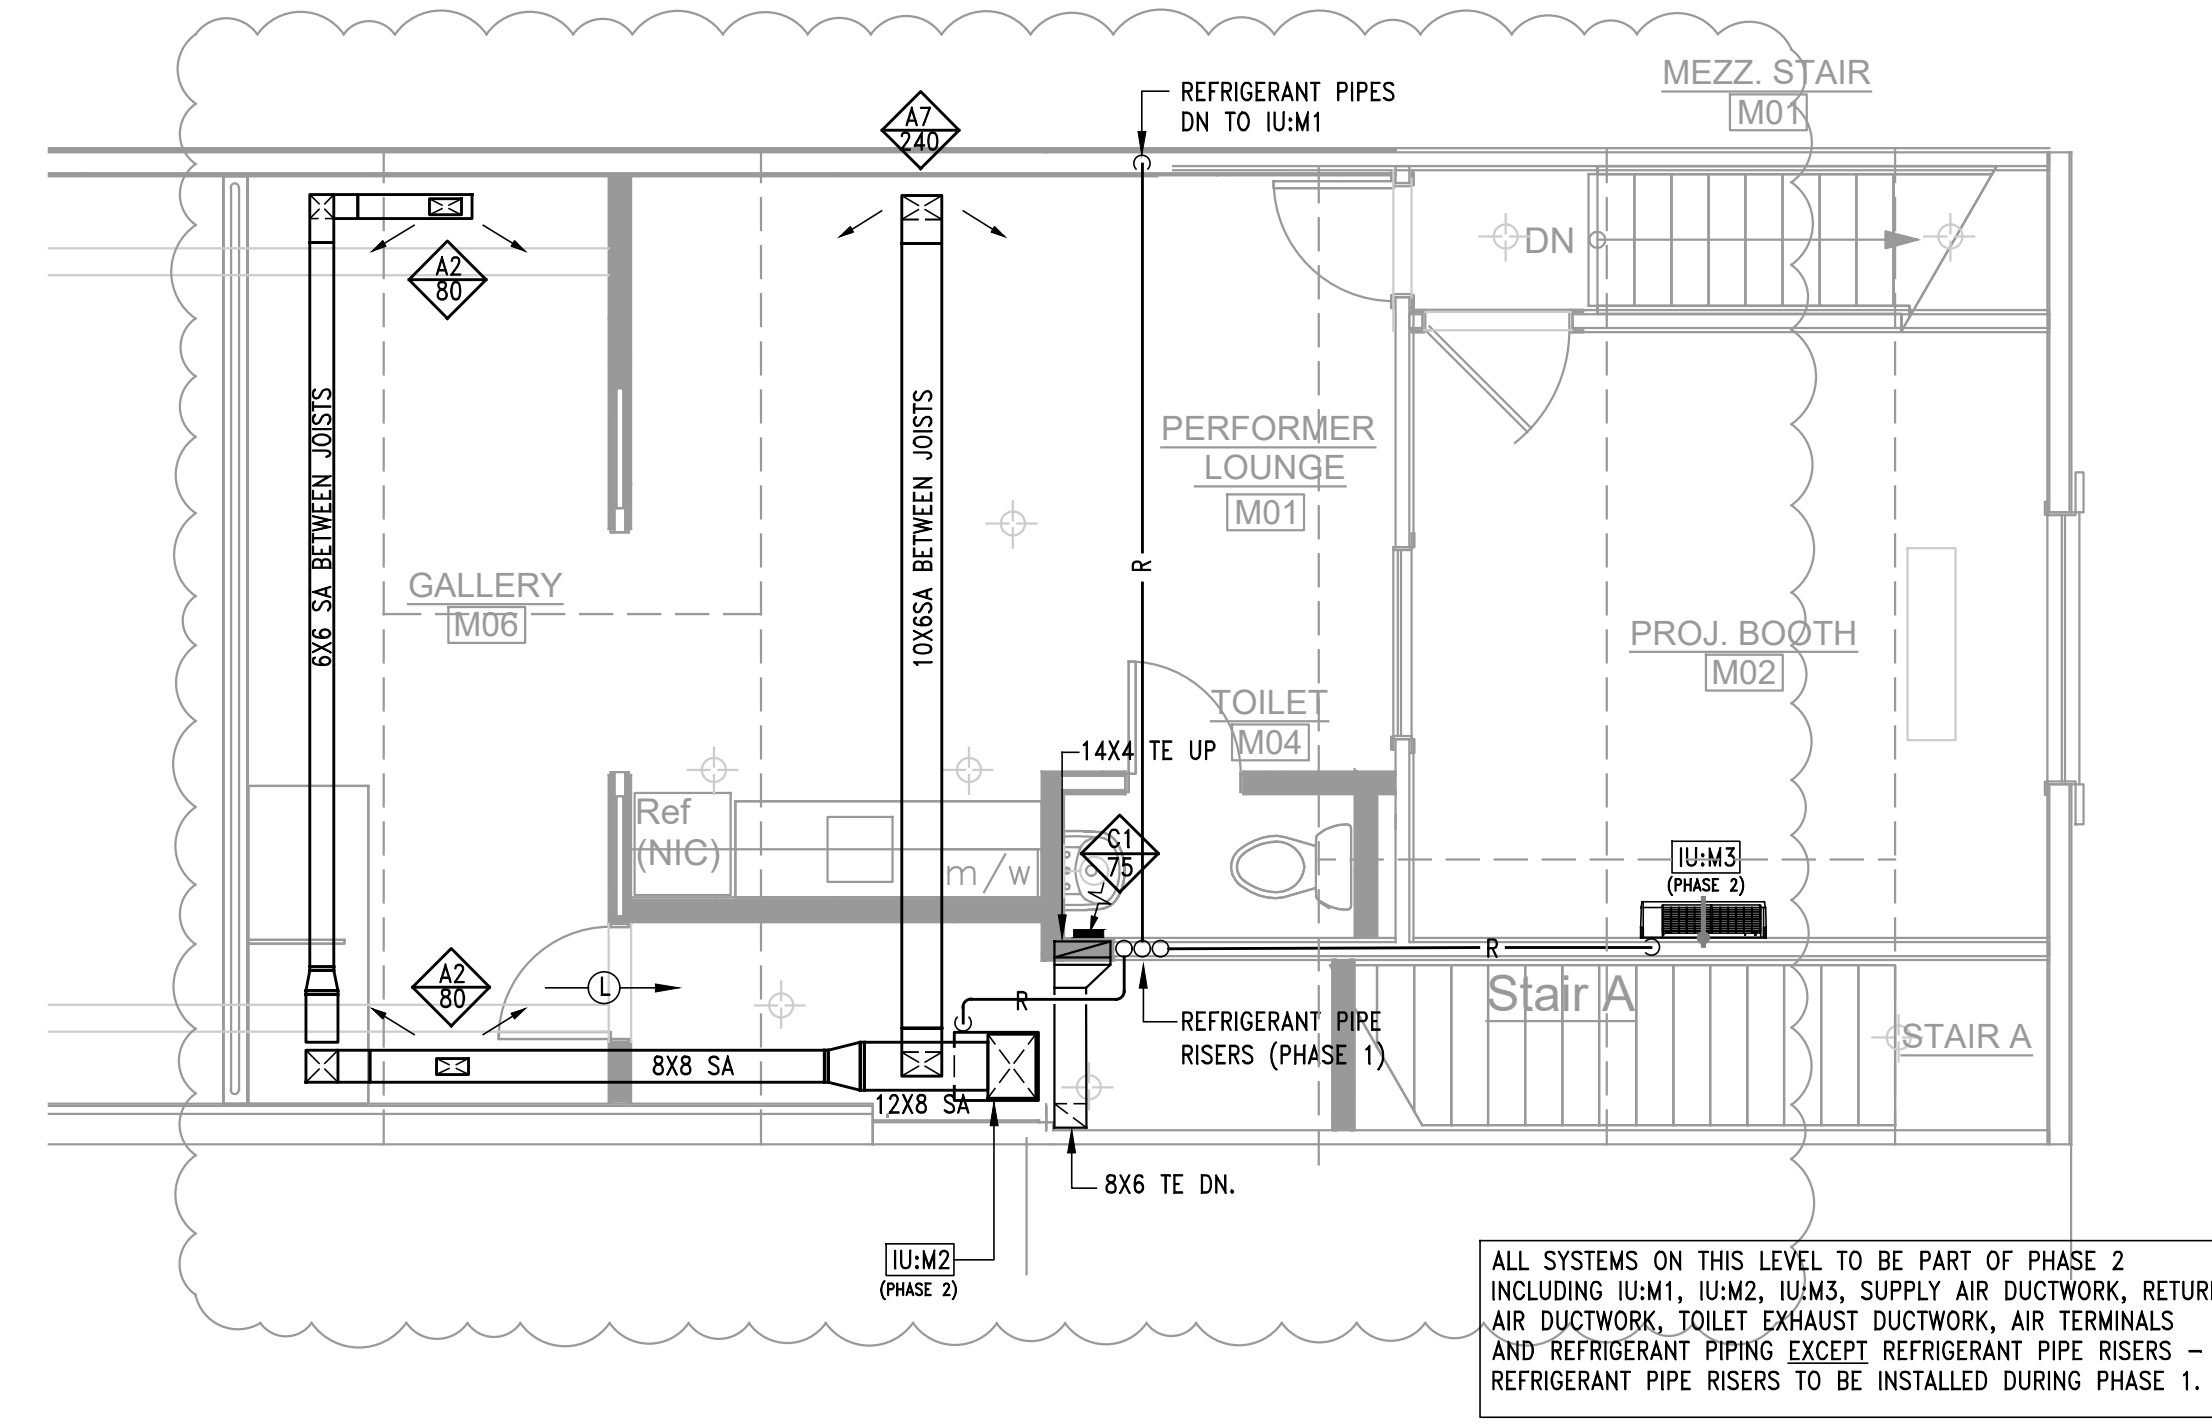 MEZZ. STAIR
M01
REFRIGERANT PIPES
DN TO IU:M1
A7
240
DN
A2
80
6X6 SA BETWEEN JOISTS
10X6SA BETWEEN JOISTS
PERFORMER
LOUNGE
M01
R
GALLERY
M06
PROJ. BOOTH
M02
TOILET
M04
14X4 TE UP
Ref
(NIC)
m/w
C1
75
IU:M3
(PHASE 2)
R
A2
80
L
R
Stair A
STAIR A
REFRIGERANT PIPE
RISERS (PHASE 1)
8X8 SA
12X8 SA
8X6 TE DN.
IU:M2
(PHASE 2)
ALL SYSTEMS ON THIS LEVEL TO BE PART OF PHASE 2
INCLUDING IU:M1, IU:M2, IU:M3, SUPPLY AIR DUCTWORK, RETUR
AIR DUCTWORK, TOILET EXHAUST DUCTWORK, AIR TERMINALS
AND REFRIGERANT PIPING EXCEPT REFRIGERANT PIPE RISERS –
REFRIGERANT PIPE RISERS TO BE INSTALLED DURING PHASE 1.